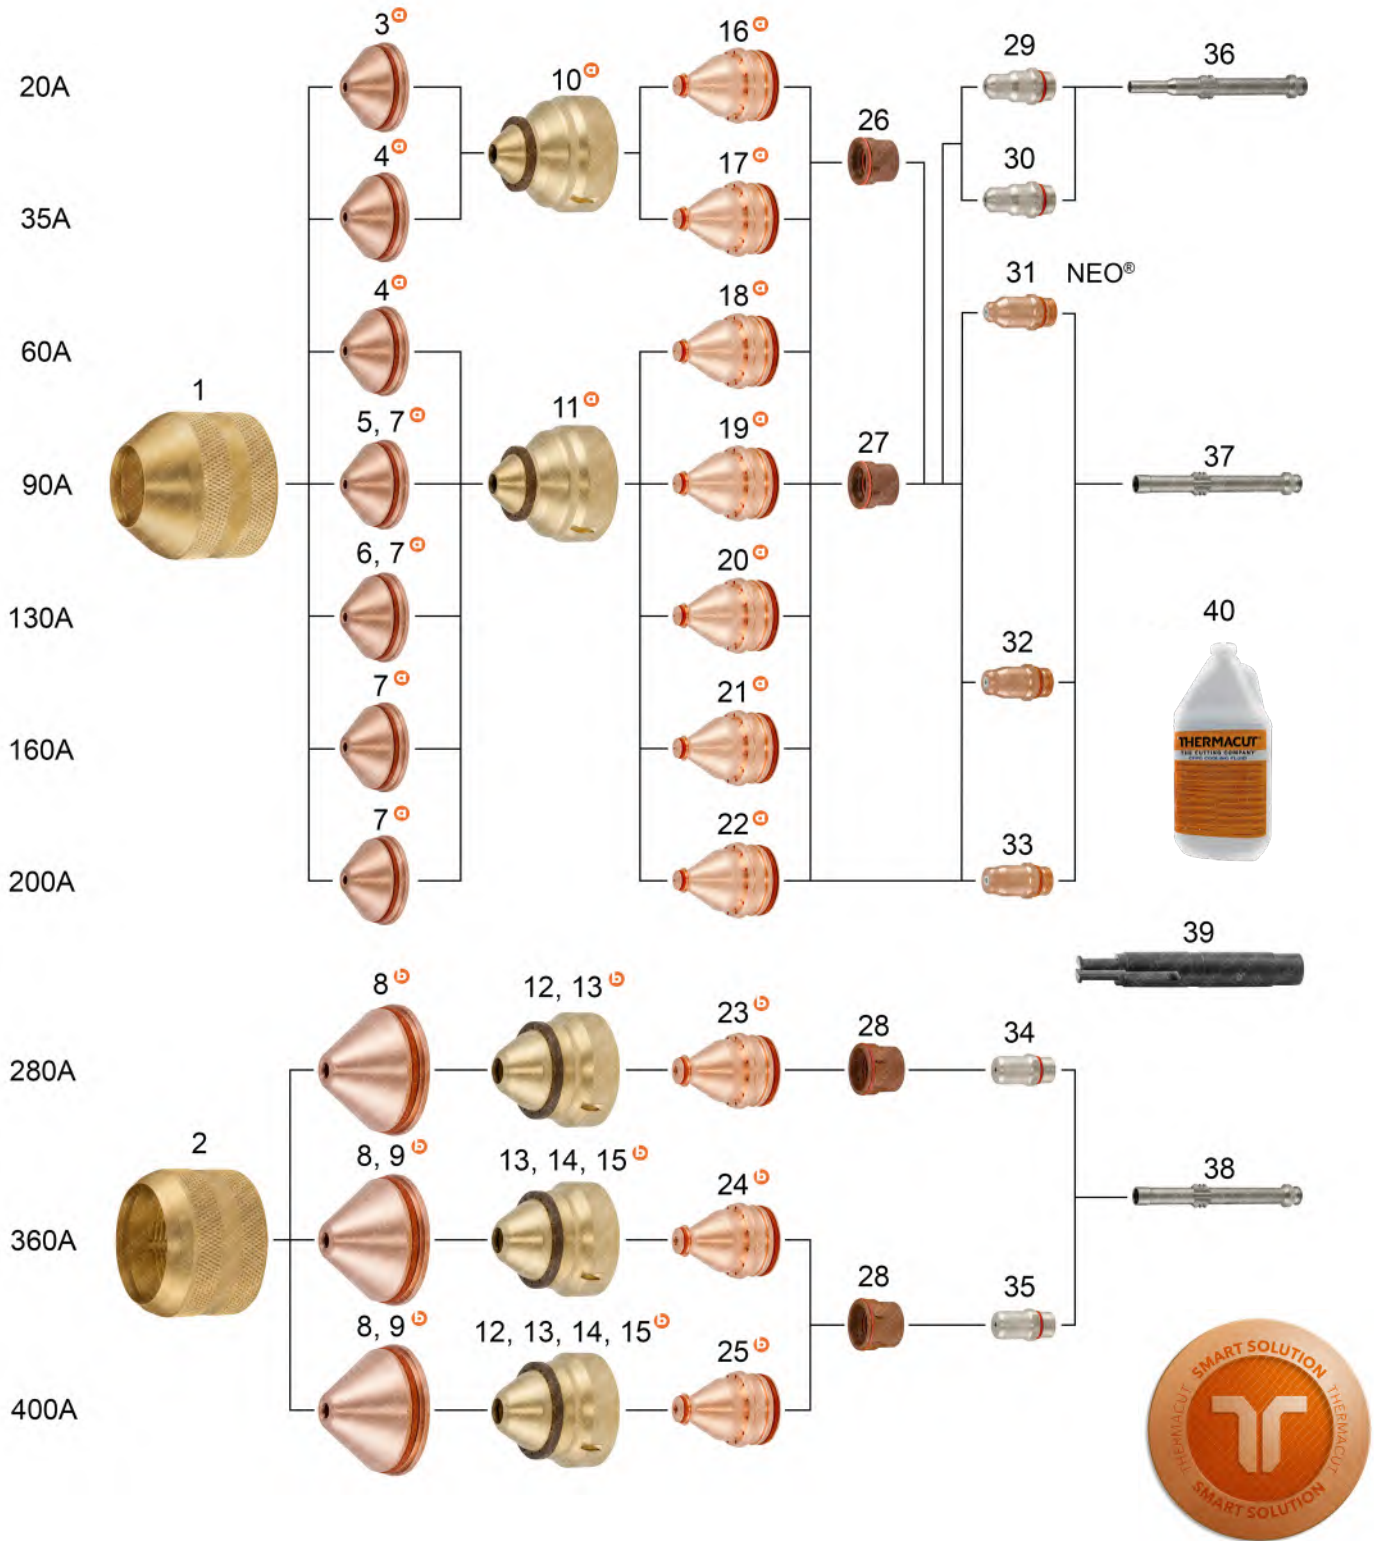 3 a
16 a
29
36
20A
10 a
26
4 a
17 a
30
35A
31 NEO®
4 a
18 a
60A
1
5, 7 a
11 a
19 a
27
37
90A
6, 7 a
20 a
130A
40
32
7 a
21 a
160A
THERMACUT
THE CUTTING COMPANY
7 a
22 a
33
200A
39
8 b
12, 13 b
23 b
28
34
280A
2
8, 9 b
13, 14, 15 b
24 b
38
360A
28
35
8, 9 b
12, 13, 14, 15 b
25 b
400A
SMART SOLUTION
THERMACUT
THERMACUT
SMART SOLUTION